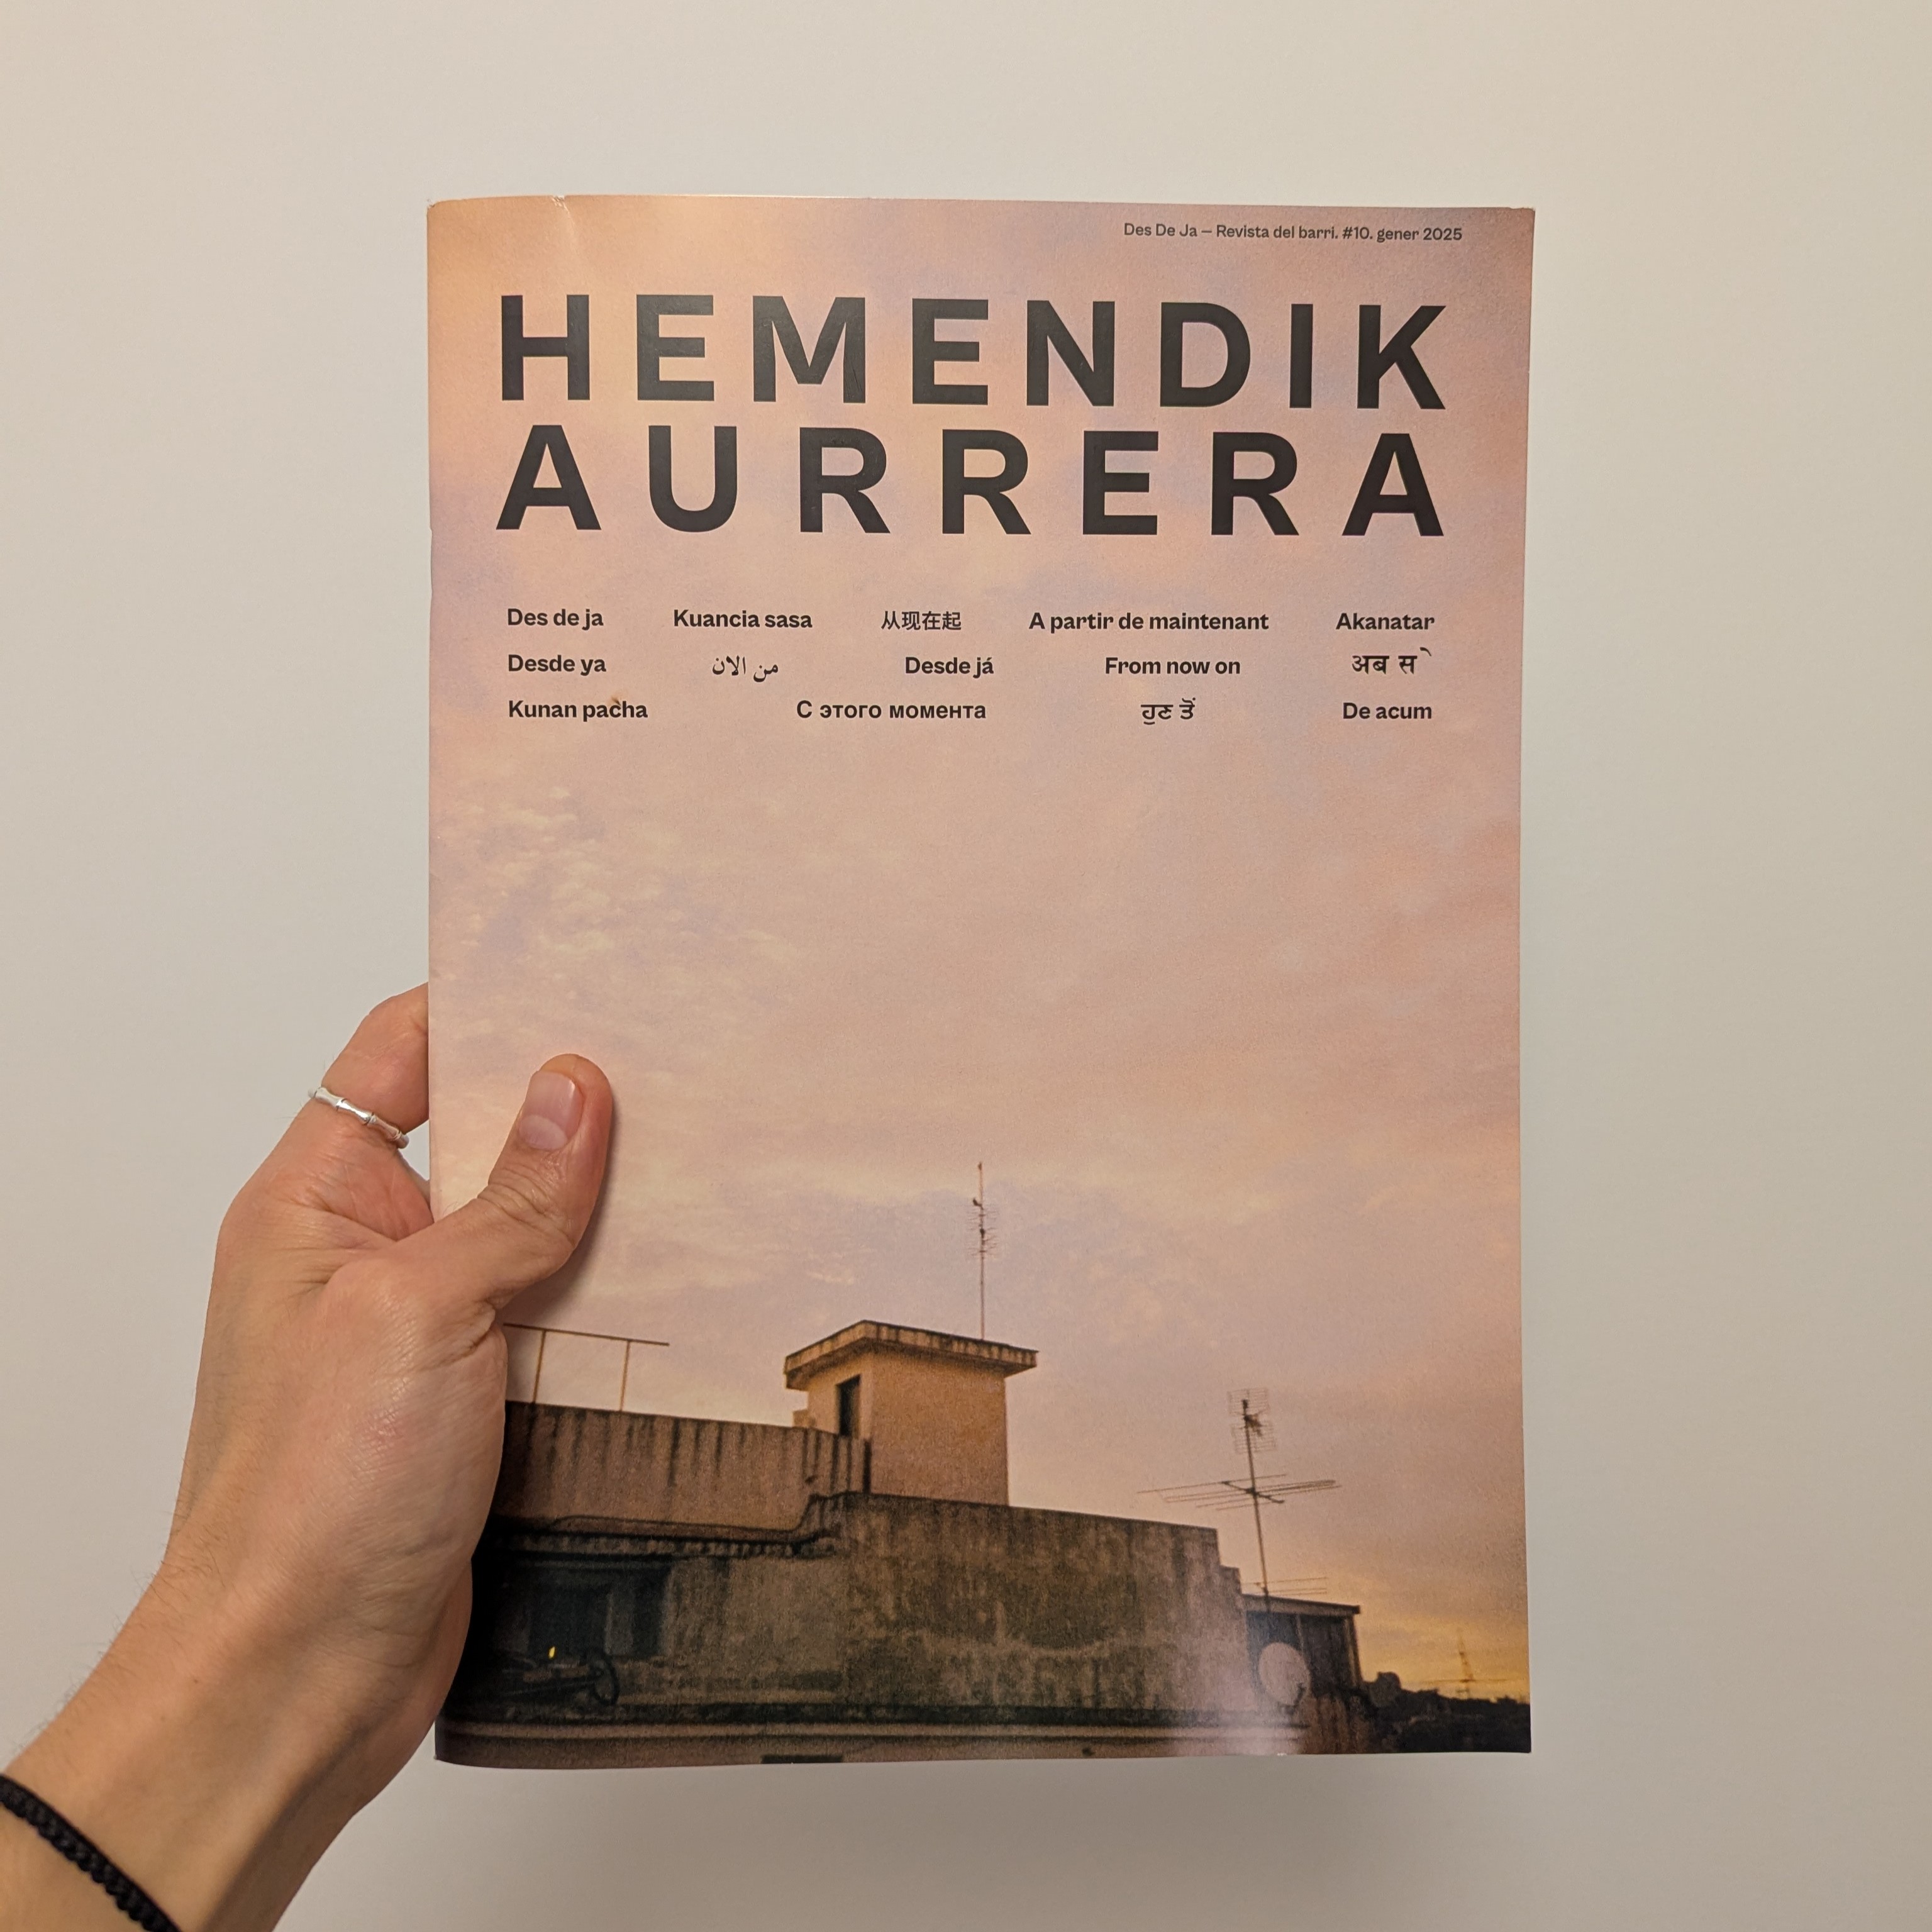 Des De Ja – Revista del barri. #10. gener 2025
HEMENDIK
AURRERA
Des de ja Kuancia sasa 从现在起 A partir de maintenant Akanatar
Desde ya من الان Desde já From now on अब स े
Kunan pacha С этого момента ਹੁਣ ਤੋਂ De acum